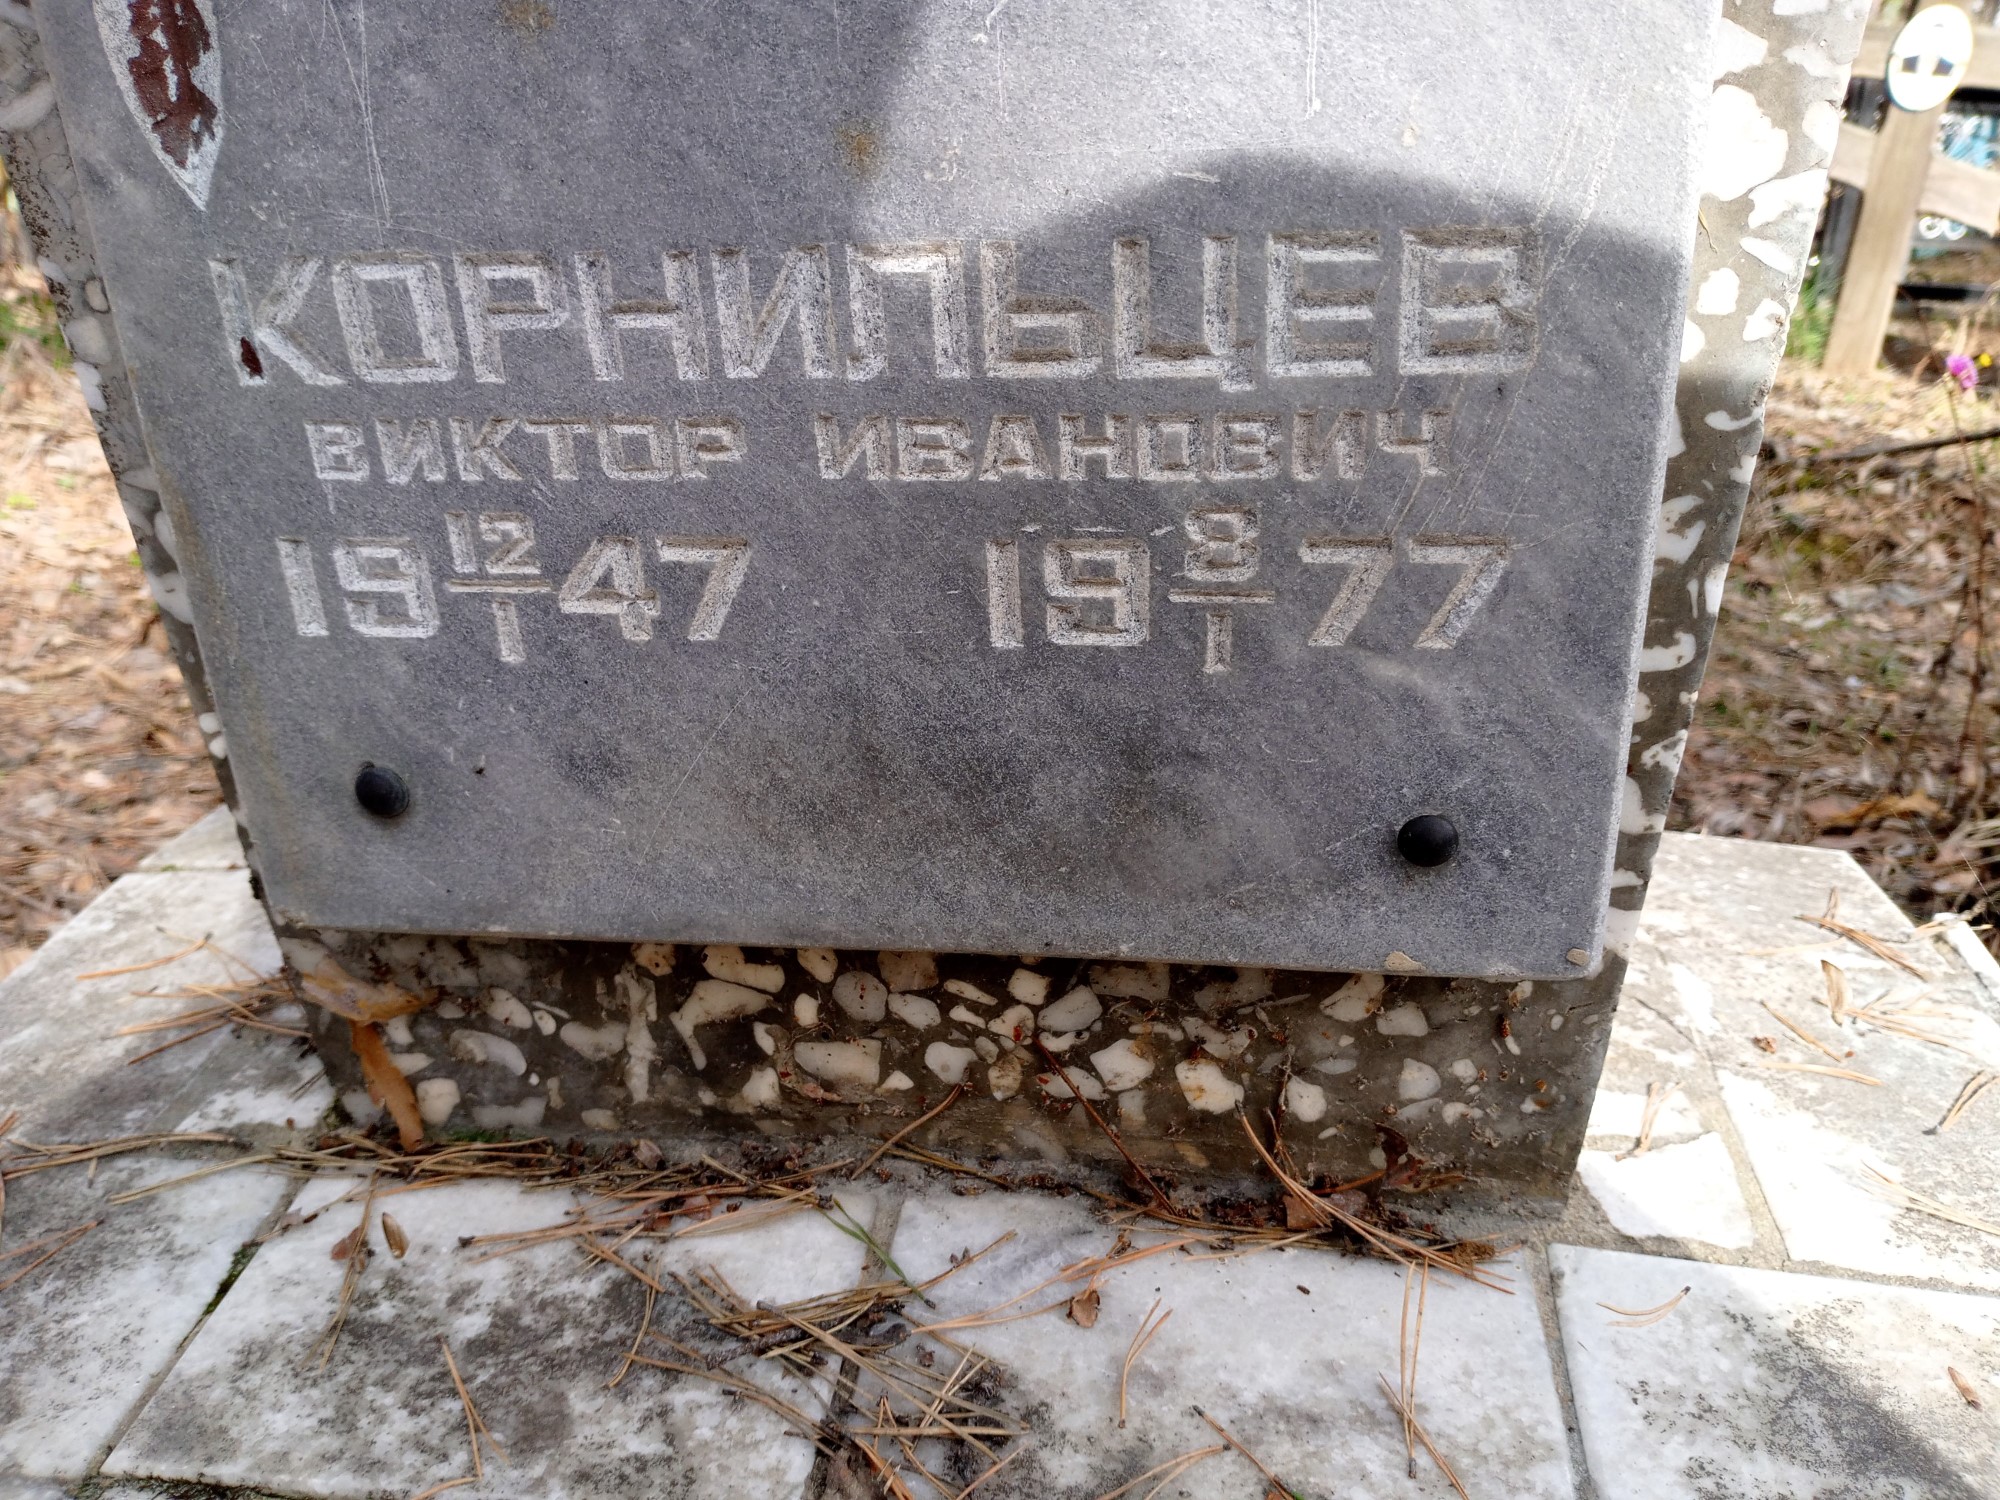 КОРНИЛЬЦЕВ
ВИКТОР ИВАНОВИЧ
19 12/I 47 19 8/I 77